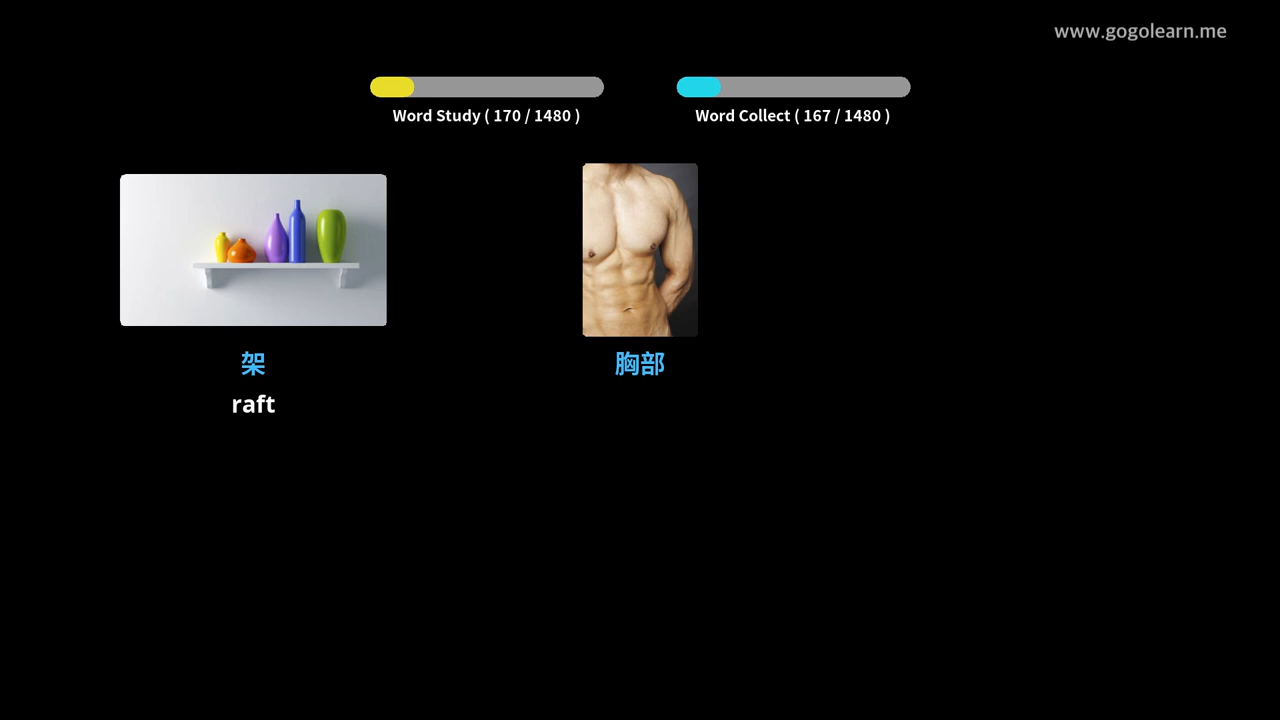 www.gogolearn.me
Word Study ( 170 / 1480 )
Word Collect ( 167 / 1480 )
架
raft
胸部